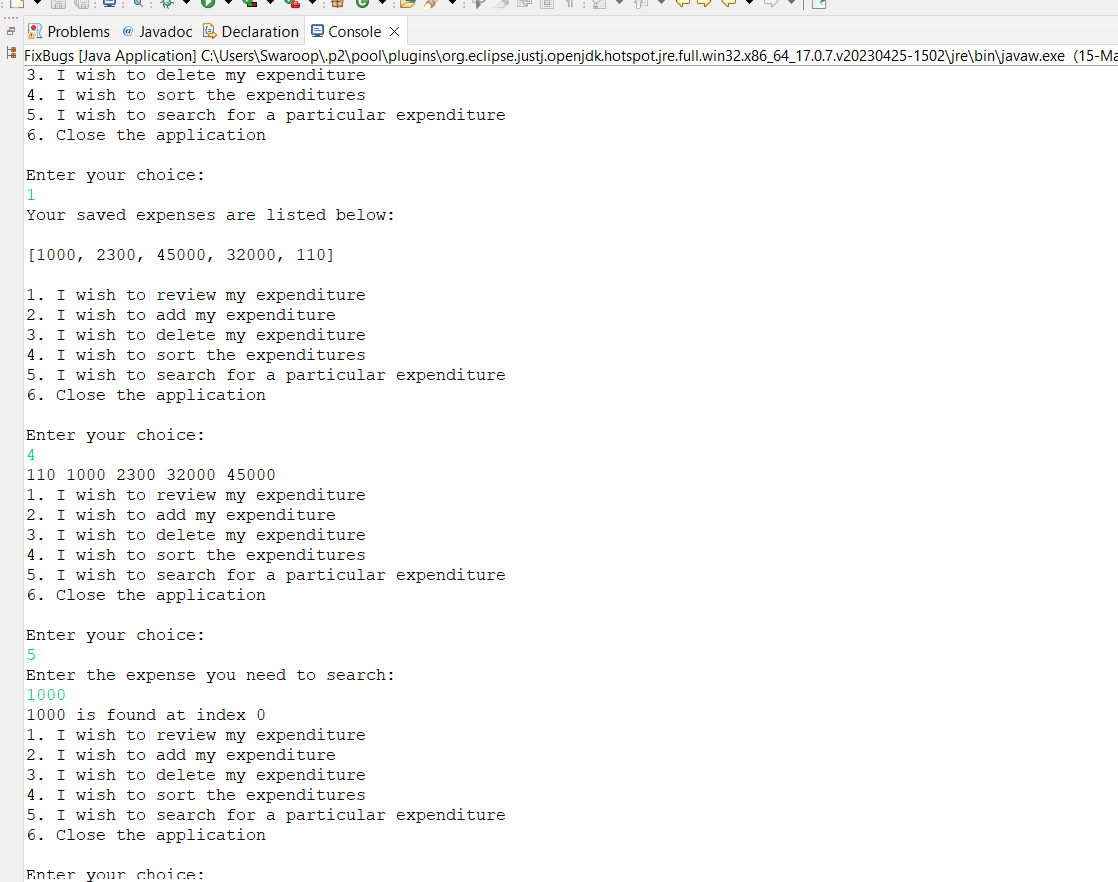 Problems @ Javadoc Declaration Console
FixBugs [Java Application] C:\Users\Swaroop\.p2\pool\plugins\org.eclipse.justj.openjdk.hotspot.jre.full.win32.x86_64_17.0.7.v20230425-1502\jre\bin\javaw.exe (15-Ma
3. I wish to delete my expenditure
4. I wish to sort the expenditures
5. I wish to search for a particular expenditure
6. Close the application
Enter your choice:
1
Your saved expenses are listed below:
[1000, 2300, 45000, 32000, 110]
1. I wish to review my expenditure
2. I wish to add my expenditure
3. I wish to delete my expenditure
4. I wish to sort the expenditures
5. I wish to search for a particular expenditure
6. Close the application
Enter your choice:
4
110 1000 2300 32000 45000
1. I wish to review my expenditure
2. I wish to add my expenditure
3. I wish to delete my expenditure
4. I wish to sort the expenditures
5. I wish to search for a particular expenditure
6. Close the application
Enter your choice:
5
Enter the expense you need to search:
1000
1000 is found at index 0
1. I wish to review my expenditure
2. I wish to add my expenditure
3. I wish to delete my expenditure
4. I wish to sort the expenditures
5. I wish to search for a particular expenditure
6. Close the application
Enter your choice: